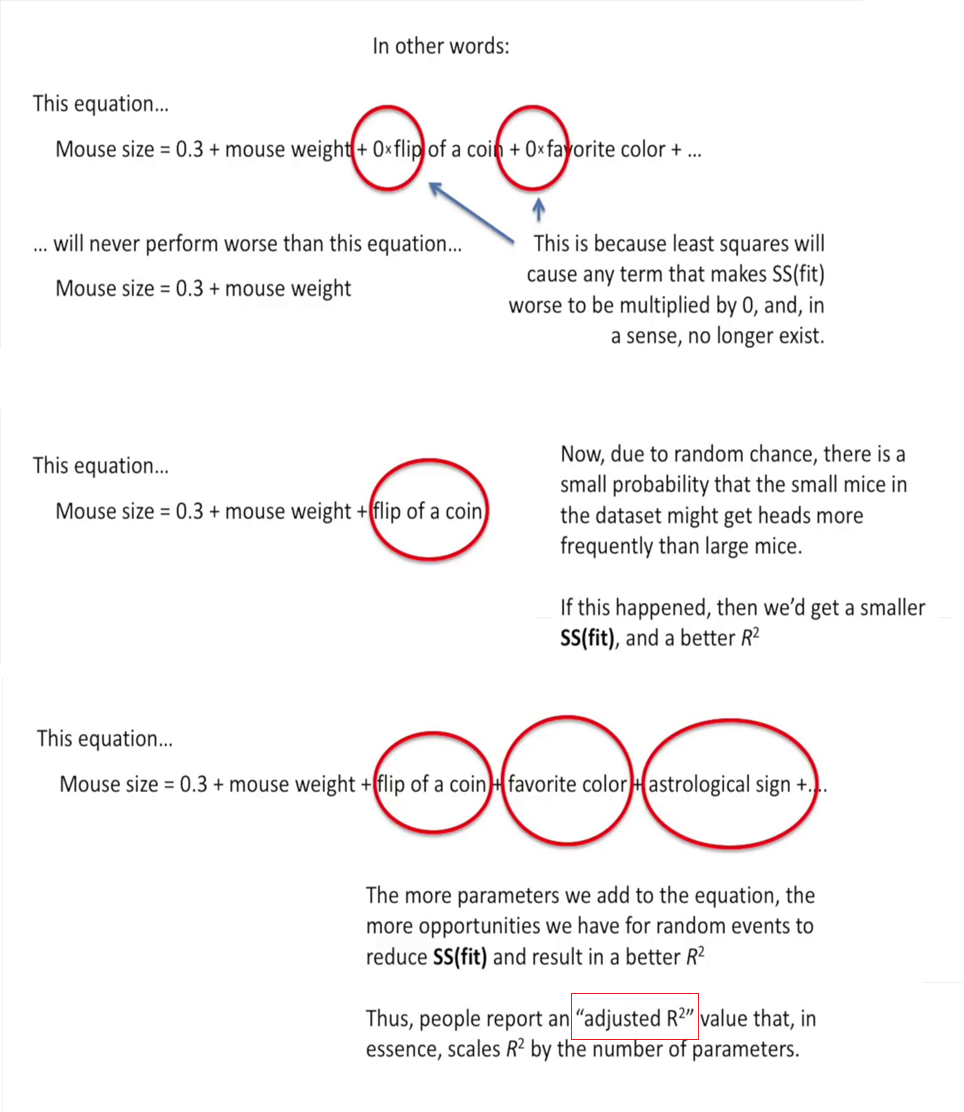 In other words:
This equation...
Mouse size = 0.3 + mouse weight + 0×flip of a coin + 0×favorite color + ...
... will never perform worse than this equation...
Mouse size = 0.3 + mouse weight
This is because least squares will
cause any term that makes SS(fit)
worse to be multiplied by 0, and, in
a sense, no longer exist.
This equation...
Mouse size = 0.3 + mouse weight + flip of a coin
Now, due to random chance, there is a
small probability that the small mice in
the dataset might get heads more
frequently than large mice.
If this happened, then we’d get a smaller
SS(fit), and a better R²
This equation...
Mouse size = 0.3 + mouse weight + flip of a coin + favorite color + astrological sign +....
The more parameters we add to the equation, the
more opportunities we have for random events to
reduce SS(fit) and result in a better R²
Thus, people report an “adjusted R²” value that, in
essence, scales R² by the number of parameters.